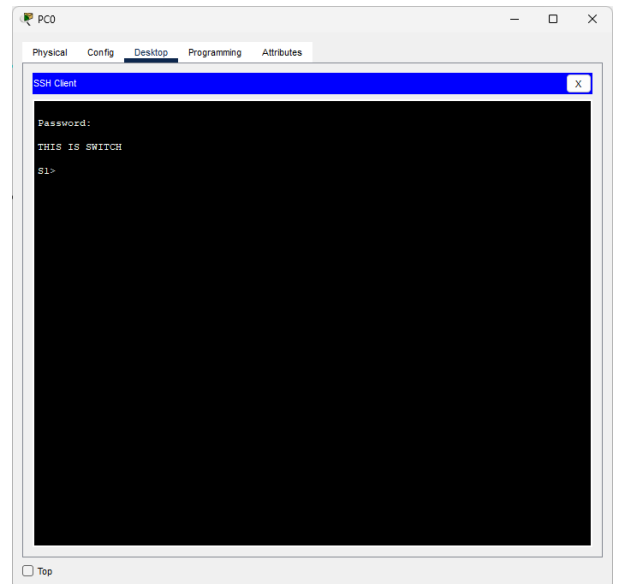 PC0
Physical Config Desktop Programming Attributes
SSH Client
X
Password:
THIS IS SWITCH
S1>
Top